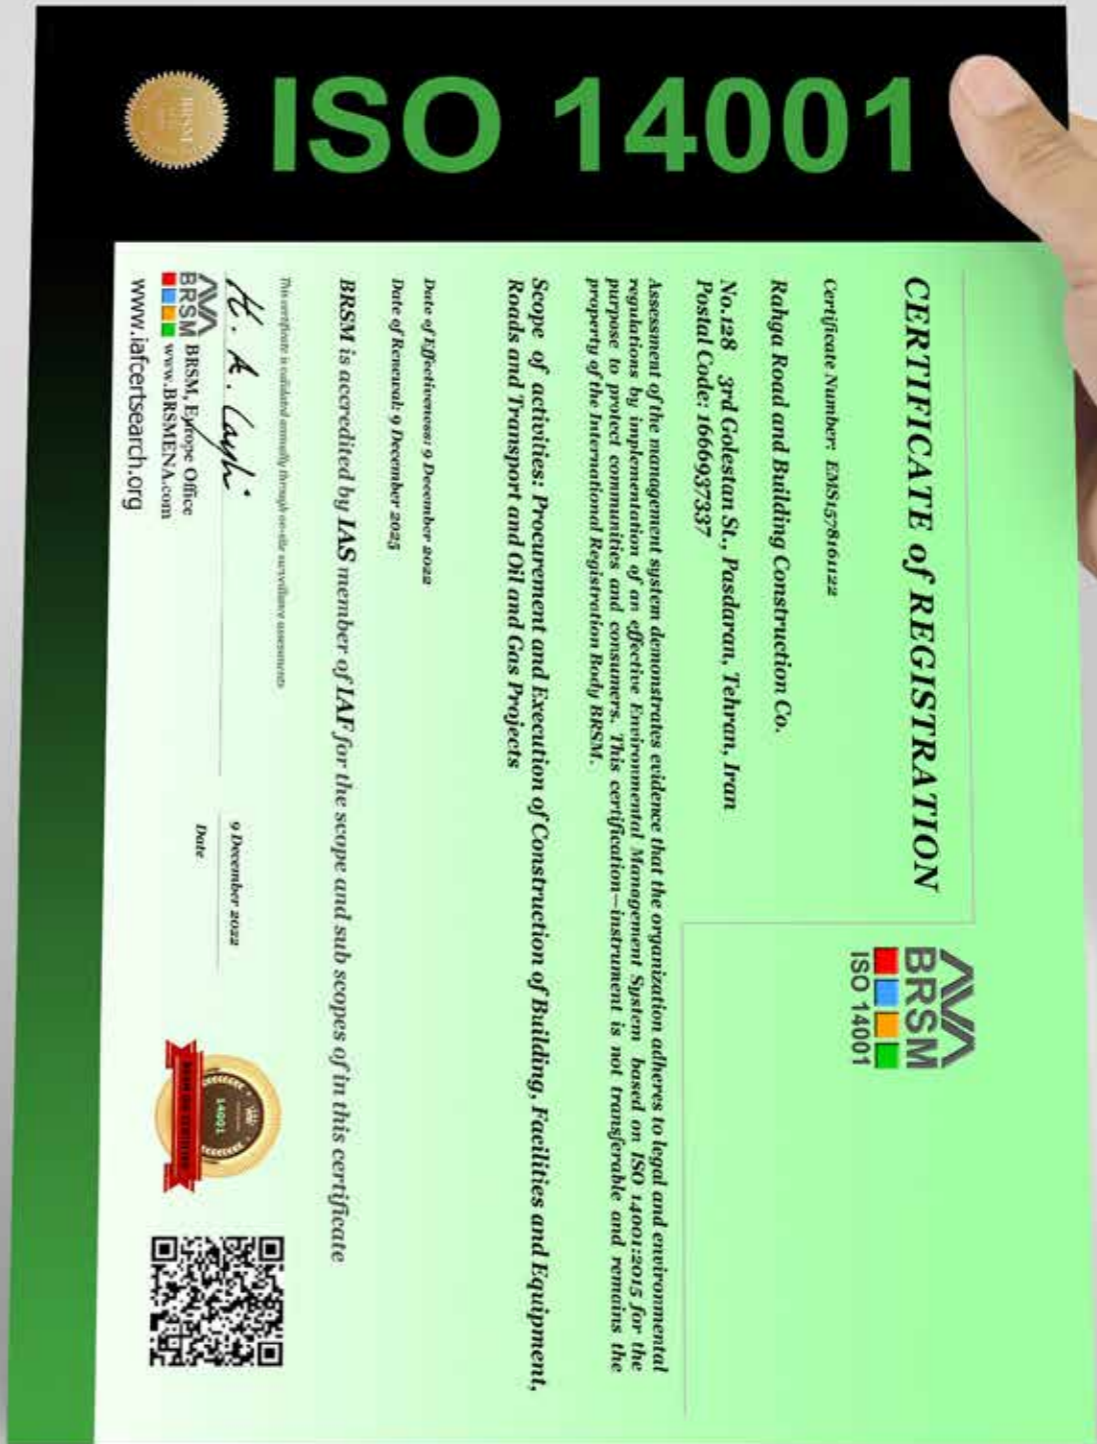 ISO 14001
CERTIFICATE of REGISTRATION
BRSM
ISO 14001
Certificate Number: EMS1578161122
Rahga Road and Building Construction Co.
No.128 3rd Golestan St., Pasdaran, Tehran, Iran
Postal Code: 1666937337
Assessment of the management system demonstrates evidence that the organization adheres to legal and environmental
regulations by implementation of an effective Environmental Management System based on ISO 14001:2015 for the
purpose to protect communities and consumers. This certification—instrument is not transferable and remains the
property of the International Registration Body BRSM.
Scope of activities: Procurement and Execution of Construction of Building, Facilities and Equipment,
Roads and Transport and Oil and Gas Projects
Date of Effectiveness: 9 December 2022
Date of Renewal: 9 December 2025
BRSM is accredited by IAS member of IAF for the scope and sub scopes of in this certificate
This certificate is validated annually through on-site surveillance assessments
9 December 2022
Date
BRSM
BRSM, Europe Office
www.BRSMENA.com
www.iafcertsearch.org
14001
BRSM